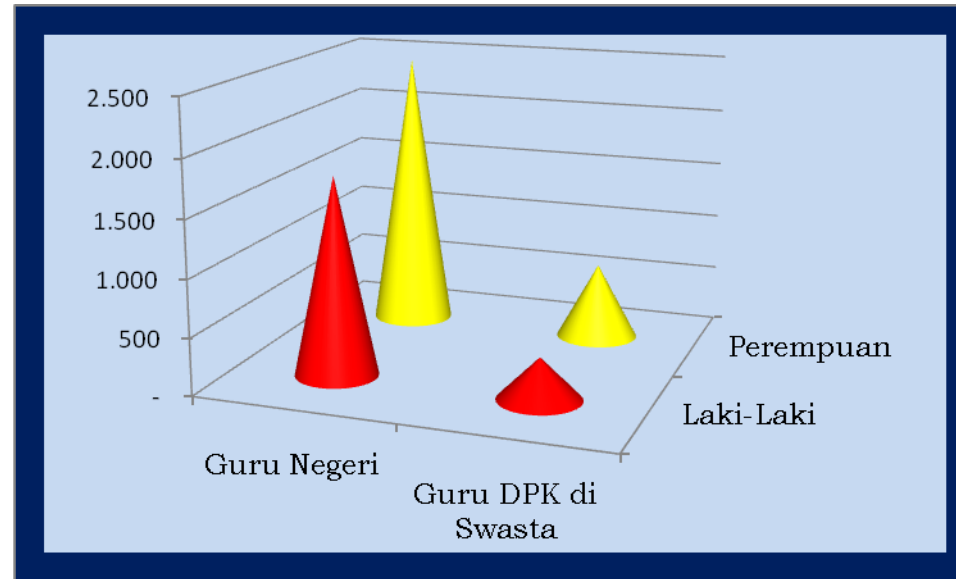 2.500
2.000
1.500
1.000
500
-
Perempuan
Laki-Laki
Guru Negeri
Guru DPK di
Swasta